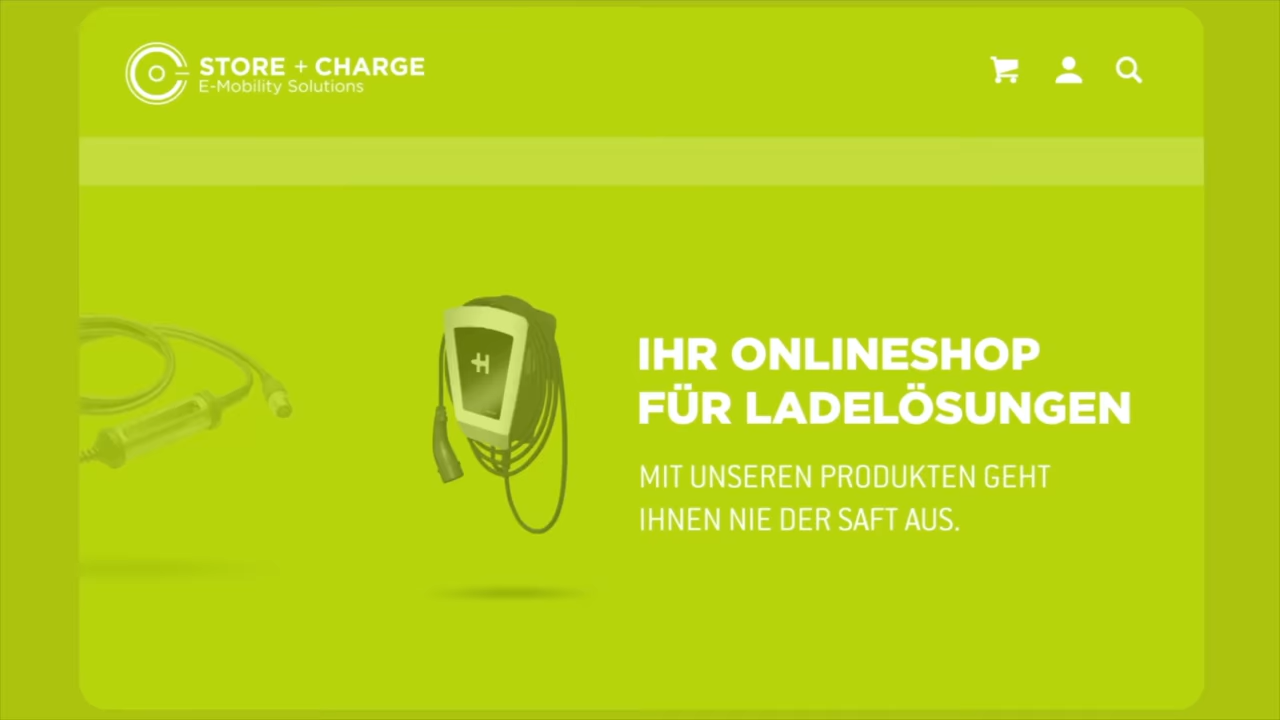 STORE + CHARGE
E-Mobility Solutions
IHR ONLINESHOP
FÜR LADELÖSUNGEN
MIT UNSEREN PRODUKTEN GEHT
IHNEN NIE DER SAFT AUS.